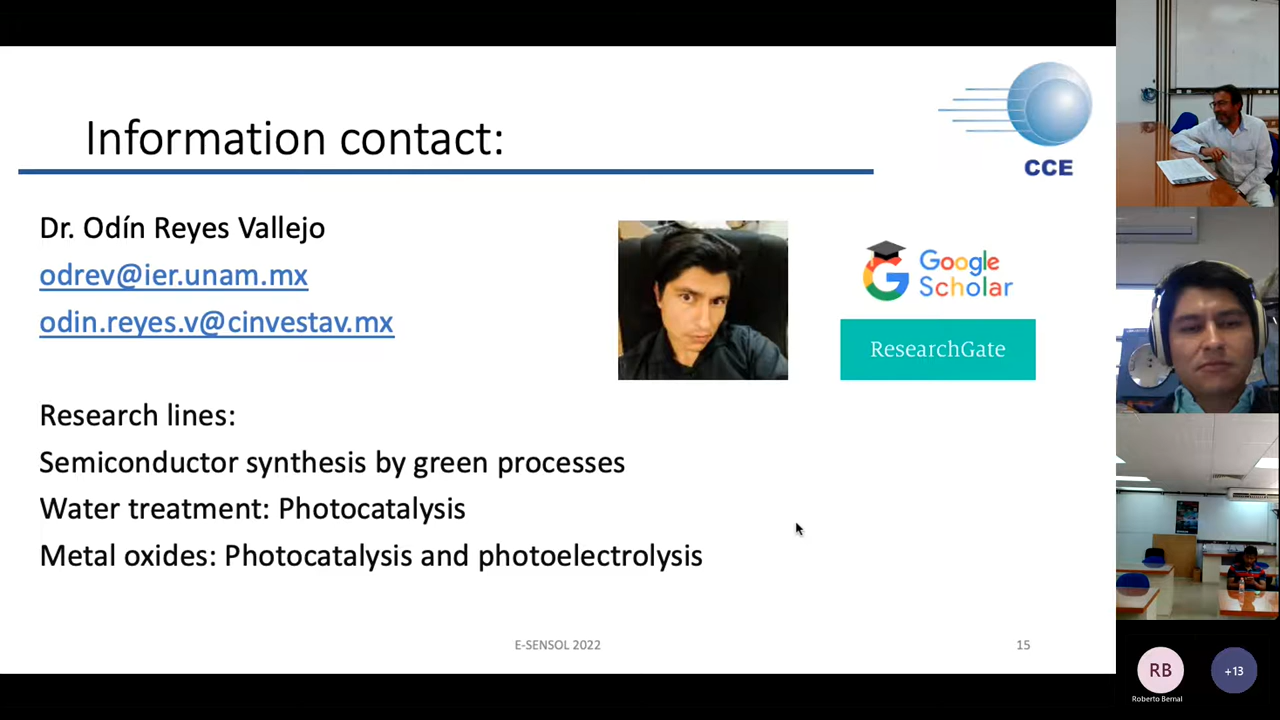 Information contact:
CCE
Dr. Odín Reyes Vallejo
odrev@ier.unam.mx
odin.reyes.v@cinvestav.mx
Google
Scholar
ResearchGate
Research lines:
Semiconductor synthesis by green processes
Water treatment: Photocatalysis
Metal oxides: Photocatalysis and photoelectrolysis
E-SENSOL 2022
15
RB
+13
Roberto Bernal